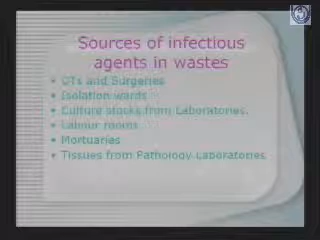 Sources of infectious
agents in wastes
• OTs and Surgeries
• Isolation wards
• Culture stocks from Laboratories.
• Labour rooms
• Mortuaries
• Tissues from Pathology Laboratories